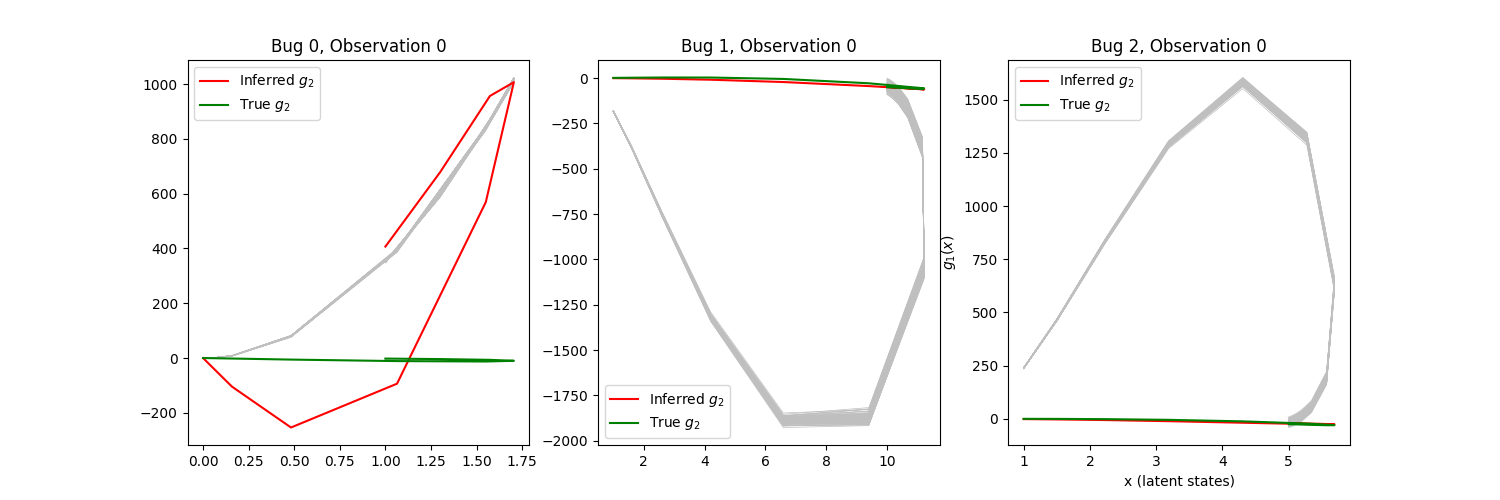 Bug 0, Observation 0
Inferred g₂
True g₂
1000
800
600
400
200
0
−200
0.00 0.25 0.50 0.75 1.00 1.25 1.50 1.75
Bug 1, Observation 0
0
−250
−500
−750
−1000
−1250
−1500
−1750
−2000
Inferred g₂
True g₂
2 4 6 8 10
Bug 2, Observation 0
Inferred g₂
True g₂
g₁(x)
1500
1250
1000
750
500
250
0
1 2 3 4 5
x (latent states)